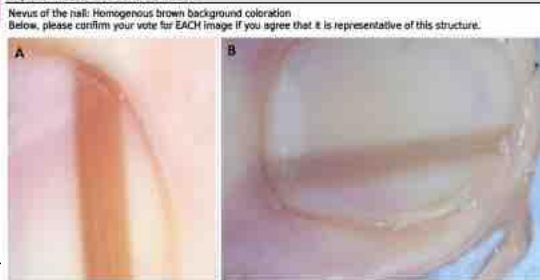 Nevus of the nail: Homogenous brown background coloration
Below, please confirm your vote for EACH image if you agree that it is representative of this structure.
A
B